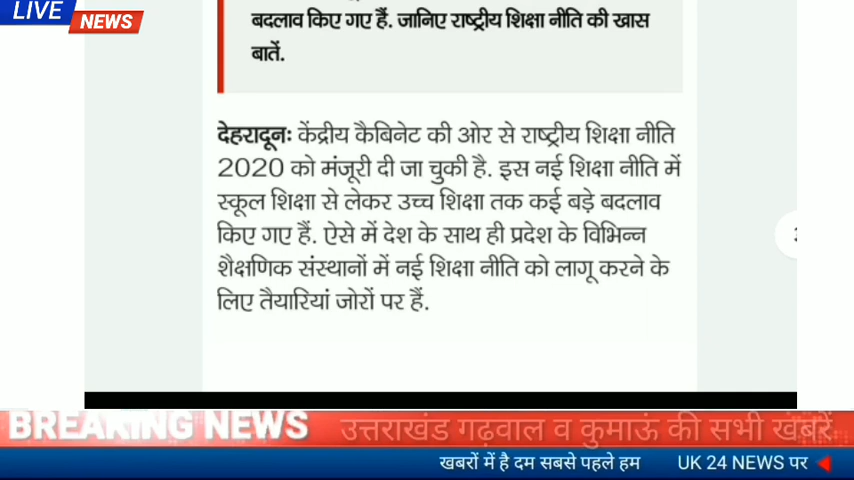 LIVE
NEWS
बदलाव किए गए हैं. जानिए राष्ट्रीय शिक्षा नीति की खास
बातें.
देहरादूनः केंद्रीय कैबिनेट की ओर से राष्ट्रीय शिक्षा नीति
2020 को मंजूरी दी जा चुकी है. इस नई शिक्षा नीति में
स्कूल शिक्षा से लेकर उच्च शिक्षा तक कई बड़े बदलाव
किए गए हैं. ऐसे में देश के साथ ही प्रदेश के विभिन्न
शैक्षणिक संस्थानों में नई शिक्षा नीति को लागू करने के
लिए तैयारियां जोरों पर हैं.
BREAKING NEWS उत्तराखंड गढ़वाल व कुमाऊं की सभी खबरें
खबरों में है दम सबसे पहले हम UK 24 NEWS पर